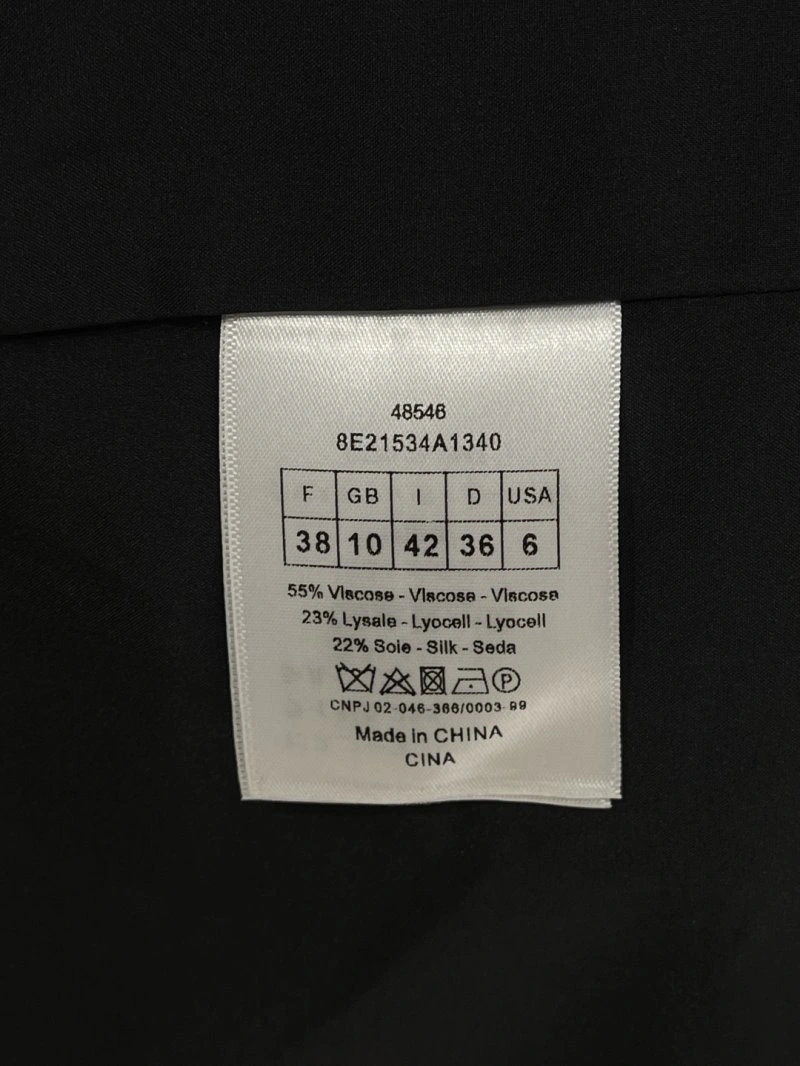 48546
8E21534A1340
F GB I D USA
38 10 42 36 6
55% Viscose - Viscose - Viscosa
23% Lysale - Lyocell - Lyocell
22% Soie - Silk - Seda
P
CNPJ 02-046-366/0003-99
Made in CHINA
CINA